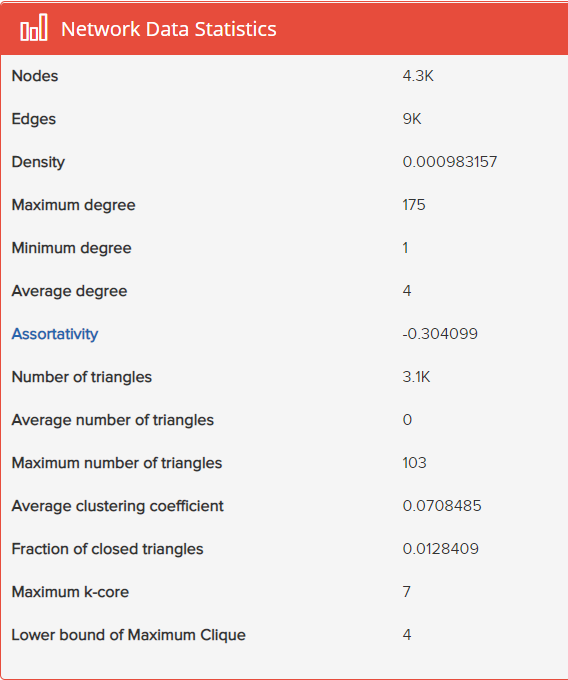 Network Data Statistics
Nodes 4.3K
Edges 9K
Density 0.000983157
Maximum degree 175
Minimum degree 1
Average degree 4
Assortativity -0.304099
Number of triangles 3.1K
Average number of triangles 0
Maximum number of triangles 103
Average clustering coefficient 0.0708485
Fraction of closed triangles 0.0128409
Maximum k-core 7
Lower bound of Maximum Clique 4